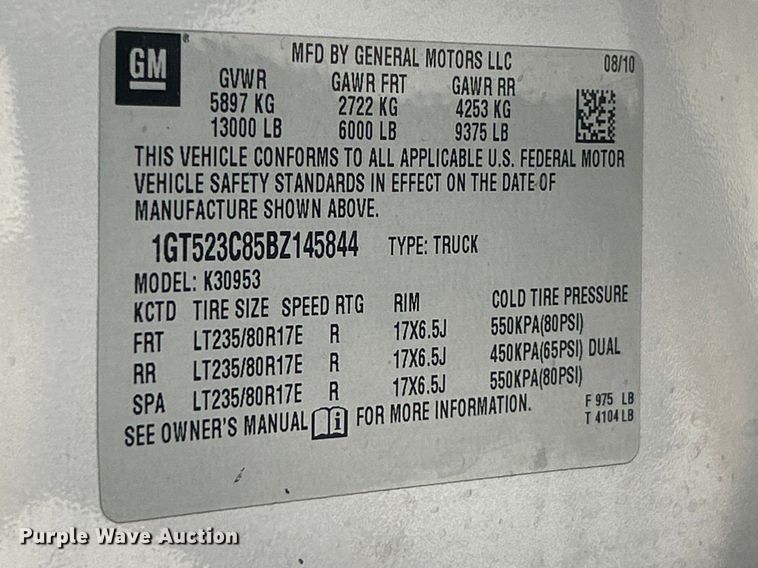 GM
MFD BY GENERAL MOTORS LLC 08/10
GVWR GAWR FRT GAWR RR
5897 KG 2722 KG 4253 KG
13000 LB 6000 LB 9375 LB
THIS VEHICLE CONFORMS TO ALL APPLICABLE U.S. FEDERAL MOTOR
VEHICLE SAFETY STANDARDS IN EFFECT ON THE DATE OF
MANUFACTURE SHOWN ABOVE.
1GT523C85BZ145844 TYPE: TRUCK
MODEL: K30953
KCTD TIRE SIZE SPEED RTG RIM COLD TIRE PRESSURE
FRT LT235/80R17E R 17X6.5J 550KPA(80PSI)
RR LT235/80R17E R 17X6.5J 450KPA(65PSI) DUAL
SPA LT235/80R17E R 17X6.5J 550KPA(80PSI)
SEE OWNER'S MANUAL i FOR MORE INFORMATION.
F 975 LB
T 4104 LB
Purple Wave Auction